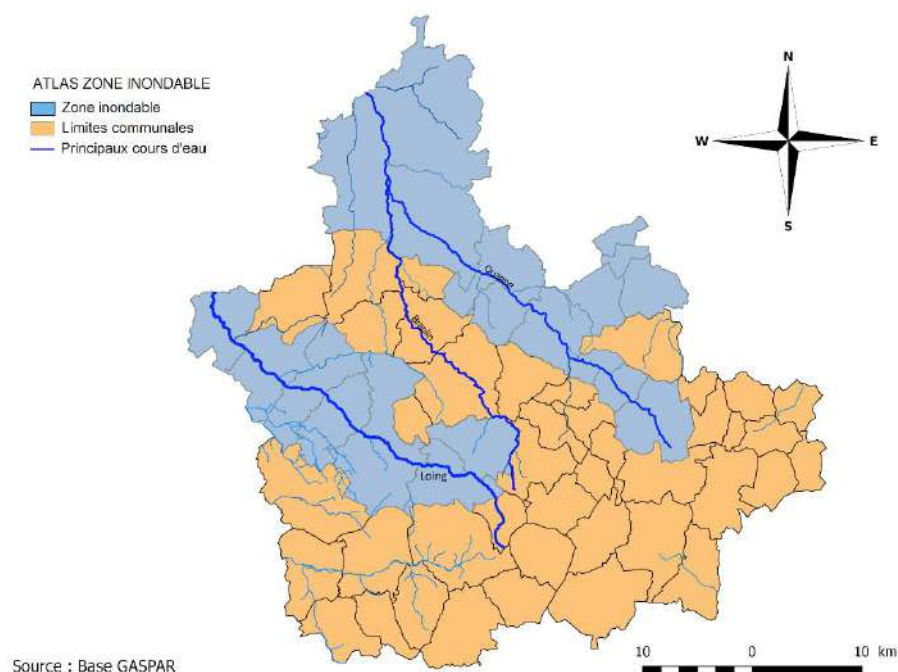 ATLAS ZONE INONDABLE
Zone inondable
Limites communales
Principaux cours d'eau
N
W
E
S
Ouanne
Branlin
Loing
Source : Base GASPAR
10 0 10 km